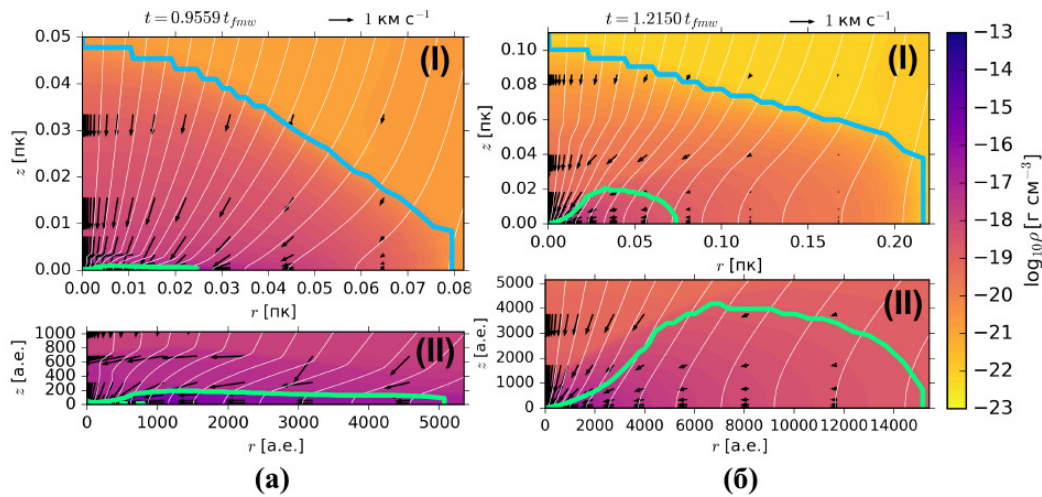 t = 0.9559 t_fmw
1 км с⁻¹
(I)
0.05
0.04
0.03
0.02
0.01
0.00
z [пк]
0.00 0.01 0.02 0.03 0.04 0.05 0.06 0.07 0.08
r [пк]
(II)
1000
800
600
400
200
0
z [а.е.]
0 1000 2000 3000 4000 5000
r [а.е.]
(а)
t = 1.2150 t_fmw
1 км с⁻¹
(I)
0.10
0.08
0.06
0.04
0.02
0.00
z [пк]
0.00 0.05 0.10 0.15 0.20
r [пк]
(II)
5000
4000
3000
2000
1000
0
z [а.е.]
0 2000 4000 6000 8000 10000 12000 14000
r [а.е.]
(б)
−13
−14
−15
−16
−17
−18
−19
−20
−21
−22
−23
log₁₀ρ [г см⁻³]